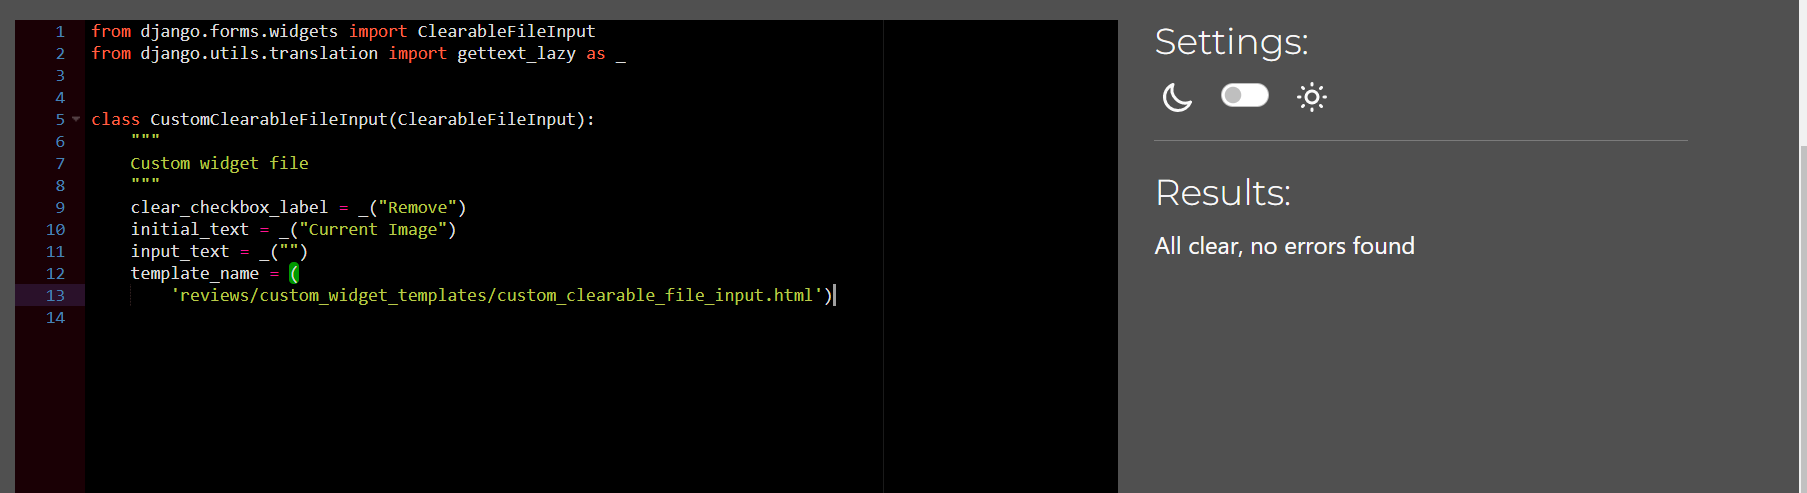 1 from django.forms.widgets import ClearableFileInput
2 from django.utils.translation import gettext_lazy as _
3
4
5 class CustomClearableFileInput(ClearableFileInput):
6     """
7     Custom widget file
8     """
9     clear_checkbox_label = _("Remove")
10     initial_text = _("Current Image")
11     input_text = _("")
12     template_name = (
13         'reviews/custom_widget_templates/custom_clearable_file_input.html')
14
Settings:
Results:
All clear, no errors found